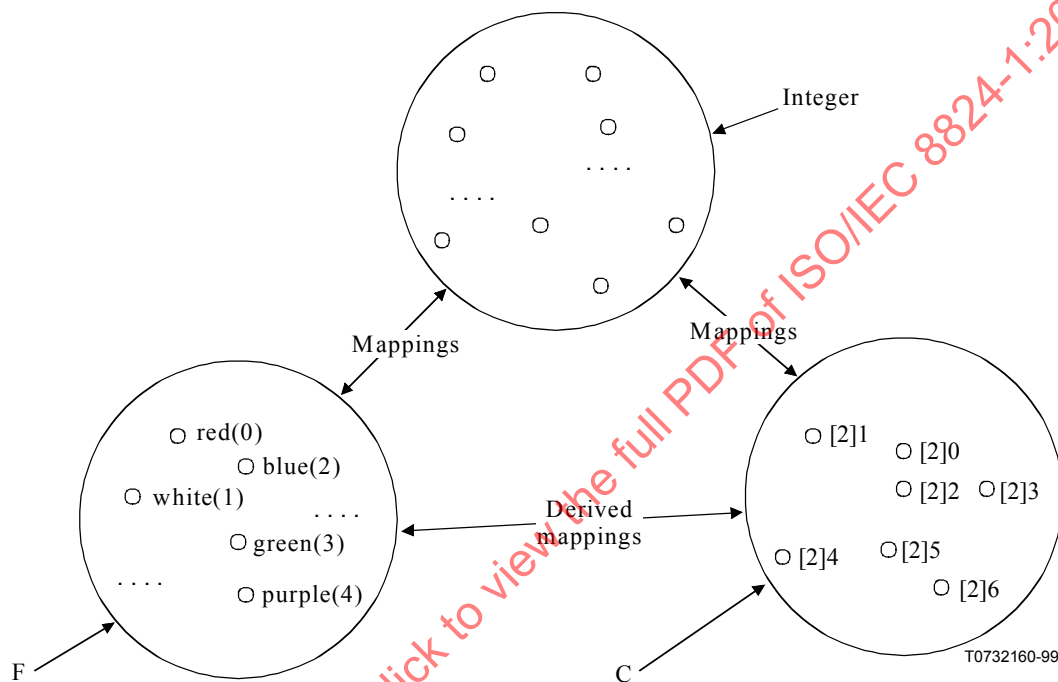 Integer
. . . .
. . . .
Mappings
Mappings
red(0)
blue(2)
white(1)
. . . .
green(3)
. . . .
purple(4)
Derived
mappings
[2]1
[2]0
[2]2
[2]3
[2]4
[2]5
[2]6
F
C
T0732160-99
lick to view the full PDF of ISO/IEC 8824-1:20